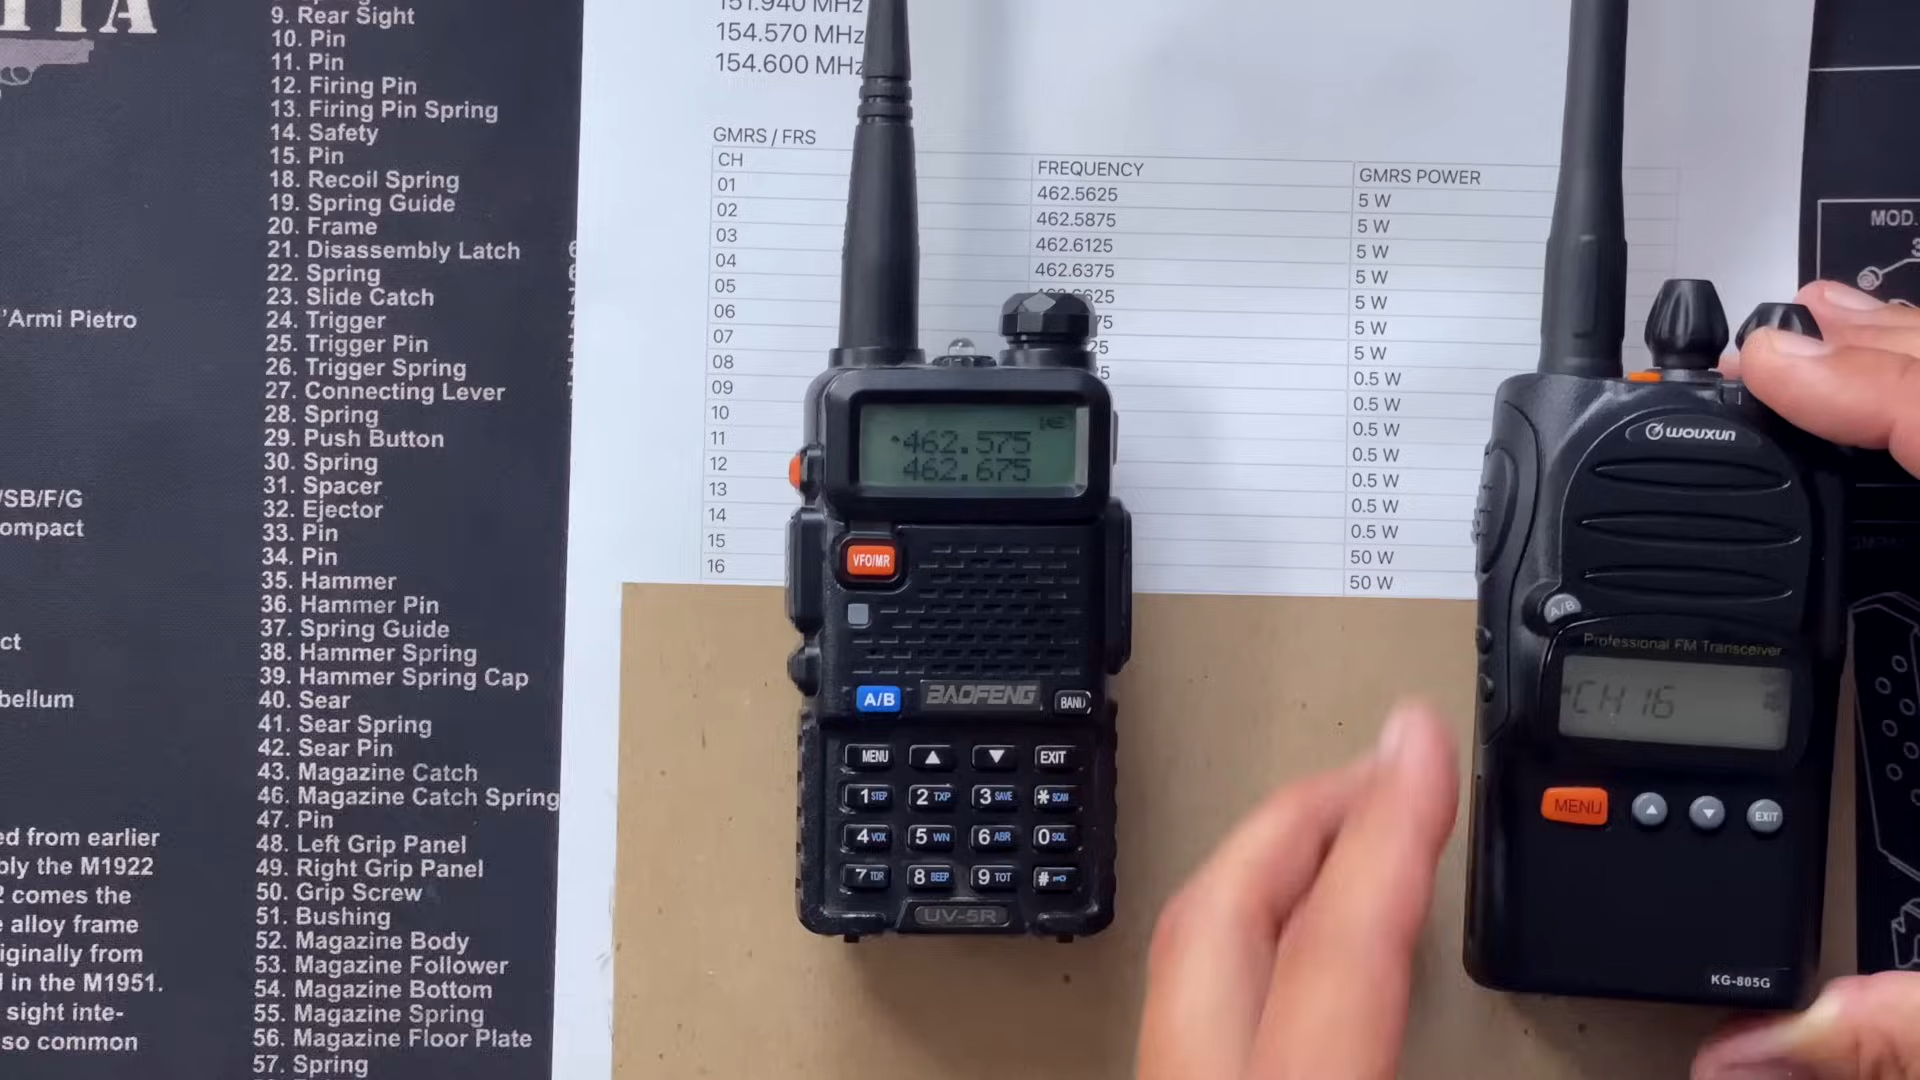 9. Rear Sight
10. Pin
11. Pin
12. Firing Pin
13. Firing Pin Spring
14. Safety
15. Pin
18. Recoil Spring
19. Spring Guide
20. Frame
21. Disassembly Latch
22. Spring
23. Slide Catch
24. Trigger
25. Trigger Pin
26. Trigger Spring
27. Connecting Lever
28. Spring
29. Push Button
30. Spring
31. Spacer
32. Ejector
33. Pin
34. Pin
35. Hammer
36. Hammer Pin
37. Spring Guide
38. Hammer Spring
39. Hammer Spring Cap
40. Sear
41. Sear Spring
42. Sear Pin
43. Magazine Catch
46. Magazine Catch Spring
47. Pin
48. Left Grip Panel
49. Right Grip Panel
50. Grip Screw
51. Bushing
52. Magazine Body
53. Magazine Follower
54. Magazine Bottom
55. Magazine Spring
56. Magazine Floor Plate
57. Spring
'Armi Pietro
/SB/F/G
ompact
ct
bellum
ed from earlier
bly the M1922
2 comes the
e alloy frame
iginally from
d in the M1951.
sight inte-
so common
151.940 MHz
154.570 MHz
154.600 MHz
GMRS / FRS
CH FREQUENCY GMRS POWER
01 462.5625 5 W
02 462.5875 5 W
03 462.6125 5 W
04 462.6375 5 W
05 5 W
06 5 W
07 5 W
08 0.5 W
09 0.5 W
10 0.5 W
11 0.5 W
12 0.5 W
13 0.5 W
14 0.5 W
15 50 W
16 50 W
462.575
462.675
VFO/MR
A/B BAOFENG BAND
MENU ▲ ▼ EXIT
1 STEP 2 TXP 3 SAVE * SCAN
4 VOX 5 WN 6 ABR 0 SQL
7 TDR 8 BEEP 9 TOT #
UV-5R
WOUXUN
A/B
Professional FM Transceiver
CH 16
MENU ▲ ▼ EXIT
KG-805G
MOD.